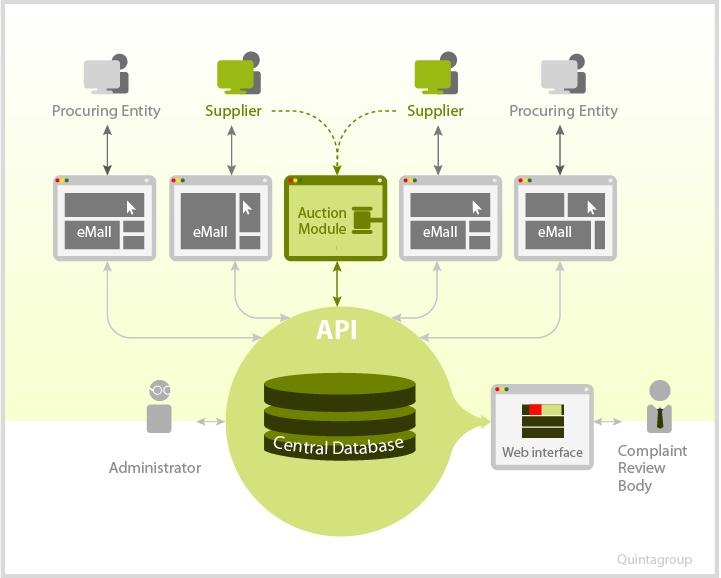 Procuring Entity
Supplier
Supplier
Procuring Entity
eMall
eMall
Auction
Module
eMall
eMall
API
Central Database
Administrator
Web interface
Complaint
Review
Body
Quintagroup